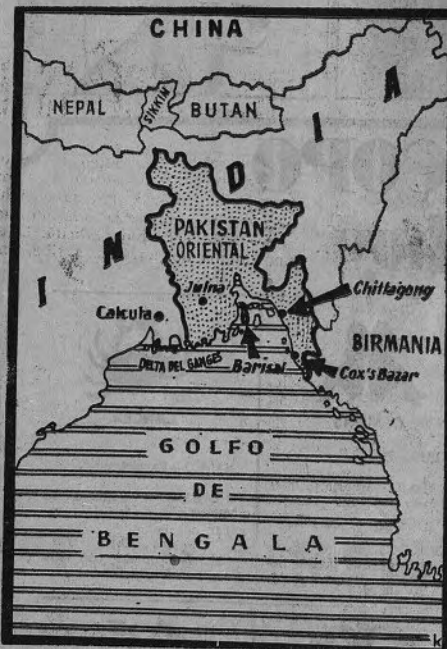 CHINA
NEPAL
SIKKIM
BUTAN
INDIA
PAKISTAN
ORIENTAL
Julna
Chittagong
Calcuta
BIRMANIA
DELTA DEL GANGES
Barisal
Cox's Bazar
GOLFO
DE
BENGALA
k